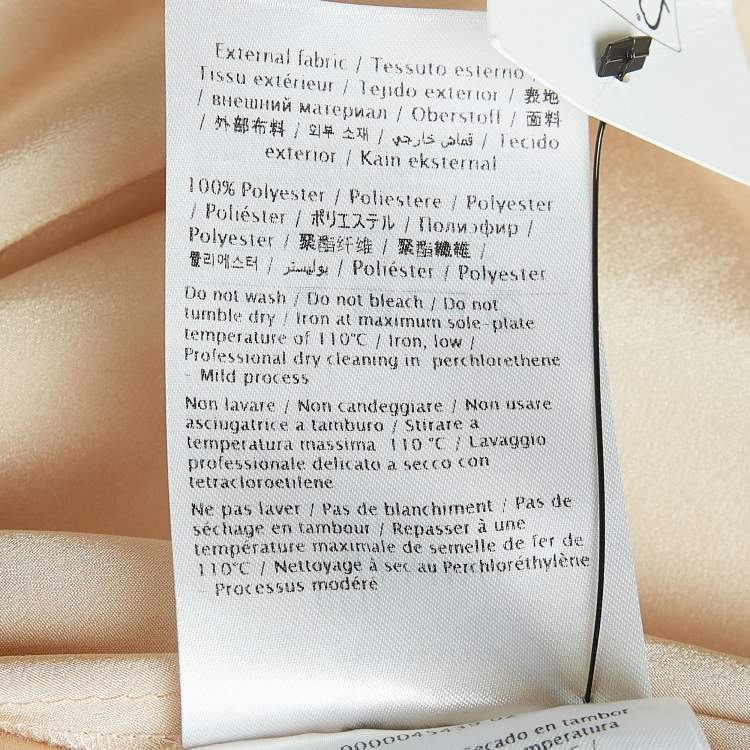 External fabric / Tessuto esterno /
Tissu extérieur / Tejido exterior / 表地
/ внешний материал / Oberstoff / 面料
/ 外部布料 / 외부 소재 / قماش خارجي / Tecido
exterior / Kain eksternal
100% Polyester / Poliestere / Polyester
/ Poliéster / ポリエステル / Полиэфир /
Polyester / 聚酯纤维 / 聚酯纖維 /
폴리에스터 / بوليستر / Poliéster / Polyester
Do not wash / Do not bleach / Do not
tumble dry / Iron at maximum sole-plate
temperature of 110°C / Iron, low /
Professional dry cleaning in perchlorethene
- Mild process
Non lavare / Non candeggiare / Non usare
asciugatrice a tamburo / Stirare a
temperatura massima 110 °C / Lavaggio
professionale delicato a secco con
tetracloroetilene
Ne pas laver / Pas de blanchiment / Pas de
séchage en tambour / Repasser à une
température maximale de semelle de fer de
110°C / Nettoyage à sec au Perchloréthylène
- Processus modéré
secado en tambor
temperatura